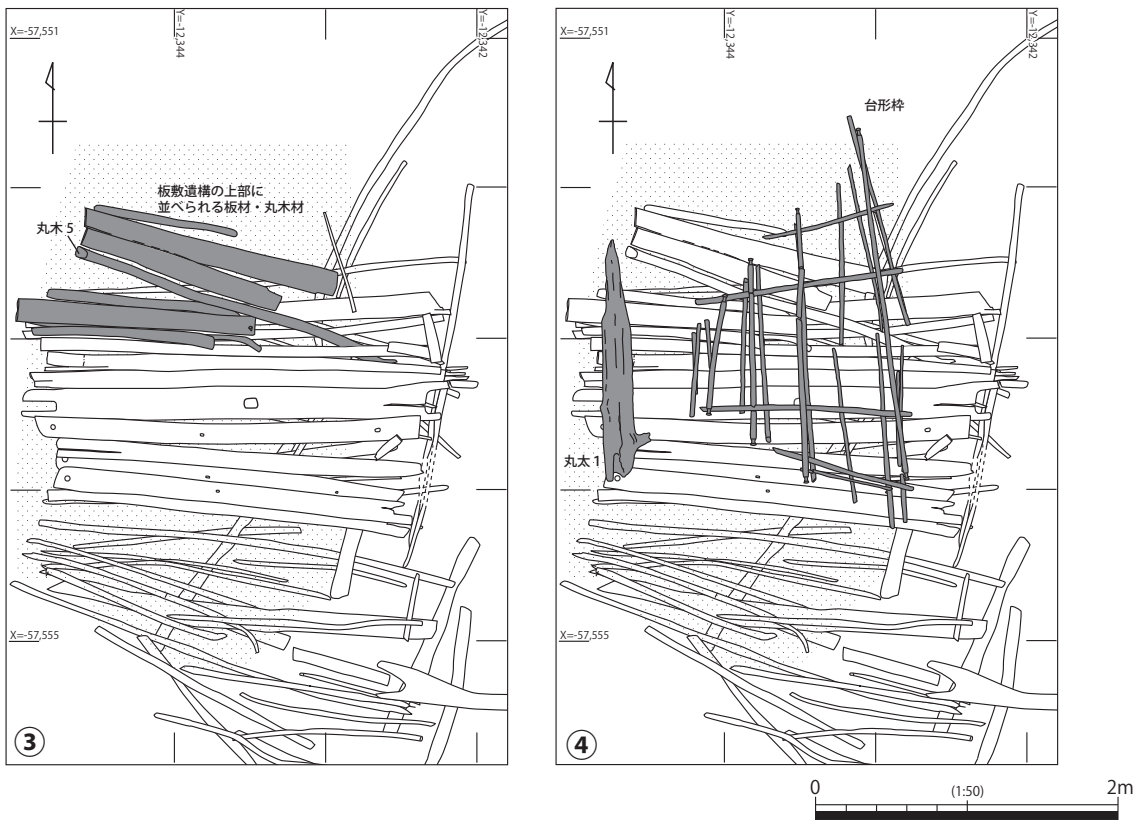 X=-57,551
Y=-12,344
Y=-12,342
板敷遺構の上部に
並べられる板材・丸木材
丸木 5
X=-57,555
③
X=-57,551
Y=-12,344
Y=-12,342
台形枠
丸太 1
X=-57,555
④
0
(1:50)
2m